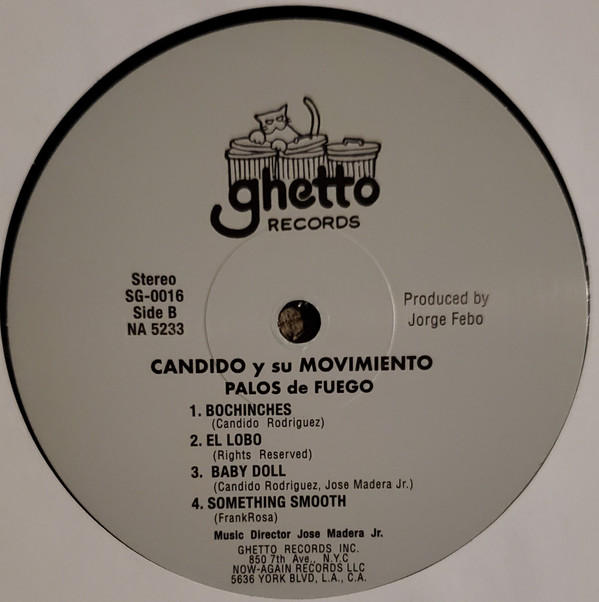 ghetto
RECORDS
Stereo
SG-0016
Side B
NA 5233
Produced by
Jorge Febo
CANDIDO y su MOVIMIENTO
PALOS de FUEGO
1. BOCHINCHES
(Candido Rodriguez)
2. EL LOBO
(Rights Reserved)
3. BABY DOLL
(Candido Rodriguez, Jose Madera Jr.)
4. SOMETHING SMOOTH
(FrankRosa)
Music Director Jose Madera Jr.
GHETTO RECORDS INC.
850 7th Ave., N.Y.C
NOW-AGAIN RECORDS LLC
5636 YORK BLVD, L.A., C.A.